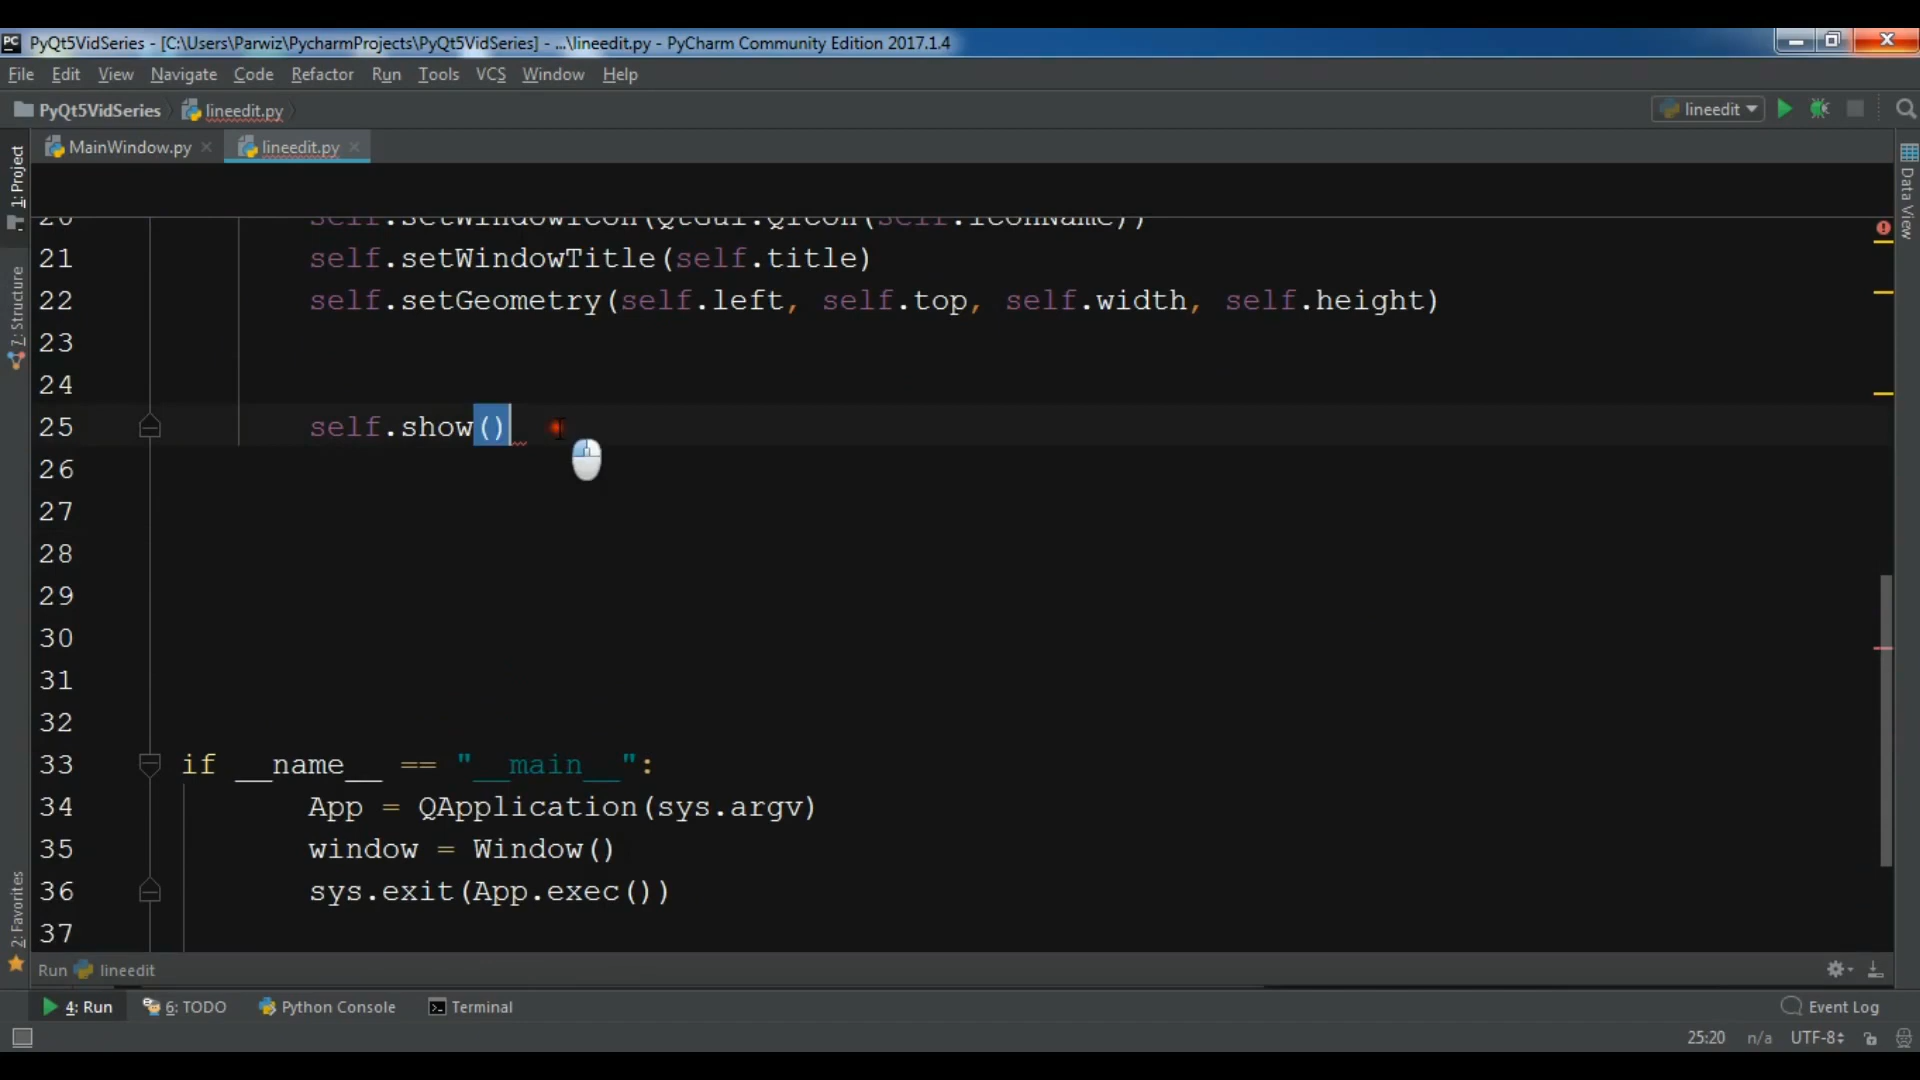 PC PyQt5VidSeries - [C:\Users\Parwiz\PycharmProjects\PyQt5VidSeries] - ...\lineedit.py - PyCharm Community Edition 2017.1.4
File Edit View Navigate Code Refactor Run Tools VCS Window Help
PyQt5VidSeries lineedit.py lineedit
MainWindow.py lineedit.py
1: Project
7: Structure
2: Favorites
Data View
20 self.setWindowIcon(QtGui.QIcon(self.iconName))
21 self.setWindowTitle(self.title)
22 self.setGeometry(self.left, self.top, self.width, self.height)
23
24
25 self.show()
26
27
28
29
30
31
32
33 if __name__ == "__main__":
34 App = QApplication(sys.argv)
35 window = Window()
36 sys.exit(App.exec())
37
Run lineedit
4: Run 6: TODO Python Console Terminal Event Log
25:20 n/a UTF-8